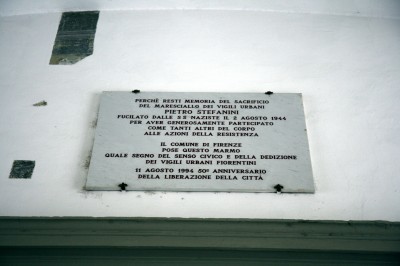 PERCHÈ RESTI MEMORIA DEL SACRIFICIO
DEL MARESCIALLO DEI VIGILI URBANI
PIETRO STEFANINI
FUCILATO DALLE SS NAZISTE IL 2 AGOSTO 1944
PER AVER GENEROSAMENTE PARTECIPATO
COME TANTI ALTRI DEL CORPO
ALLE AZIONI DELLA RESISTENZA
IL COMUNE DI FIRENZE
POSE QUESTO MARMO
QUALE SEGNO DEL SENSO CIVICO E DELLA DEDIZIONE
DEI VIGILI URBANI FIORENTINI
11 AGOSTO 1994 50º ANNIVERSARIO
DELLA LIBERAZIONE DELLA CITTÀ